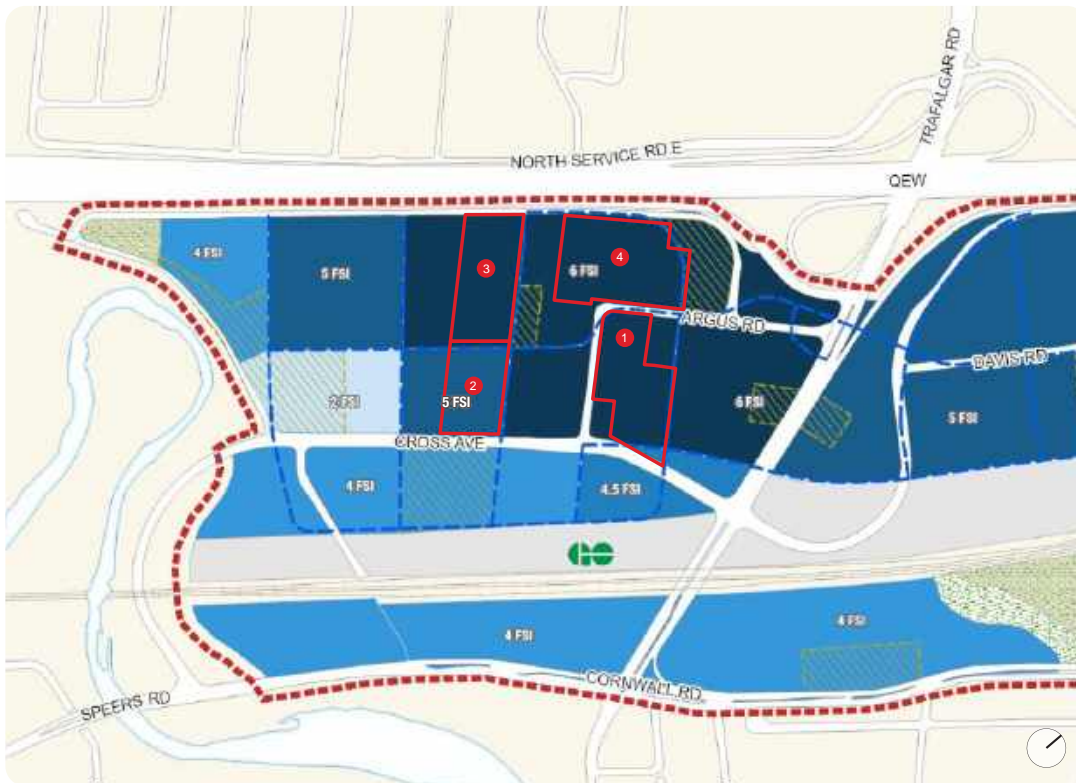 TRAFALGAR RD
NORTH SERVICE RD E
QEW
4 FSI
5 FSI
3
6 FSI
4
ARGUS RD
1
DAVIS RD
2
2 FSI
5 FSI
6 FSI
5 FSI
CROSS AVE
4 FSI
4.5 FSI
GO
4 FSI
4 FSI
CORNWALL RD
SPEERS RD